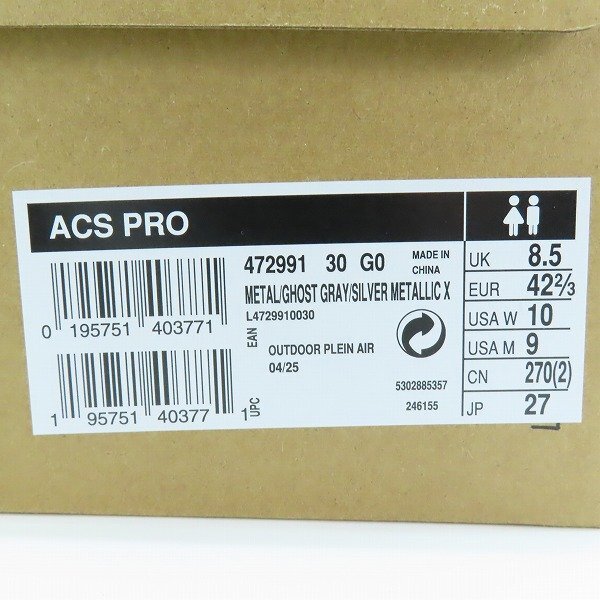 ACS PRO
472991 30 G0
MADE IN CHINA
METAL/GHOST GRAY/SILVER METALLIC X
L4729910030
0 195751 403771
EAN
OUTDOOR PLEIN AIR
04/25
1 95751 40377 1
UPC
5302885357
246155
UK 8.5
EUR 42⅔
USA W 10
USA M 9
CN 270(2)
JP 27